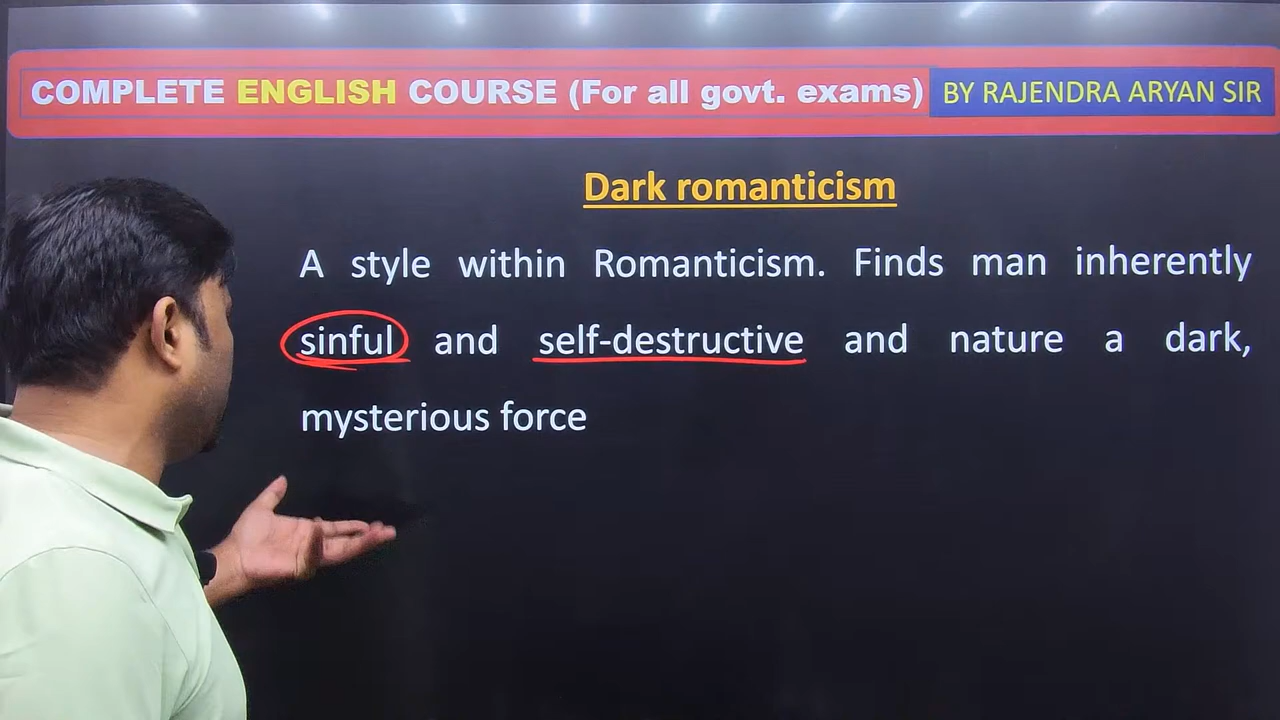 COMPLETE ENGLISH COURSE (For all govt. exams) BY RAJENDRA ARYAN SIR
Dark romanticism
A style within Romanticism. Finds man inherently
sinful and self-destructive and nature a dark,
mysterious force